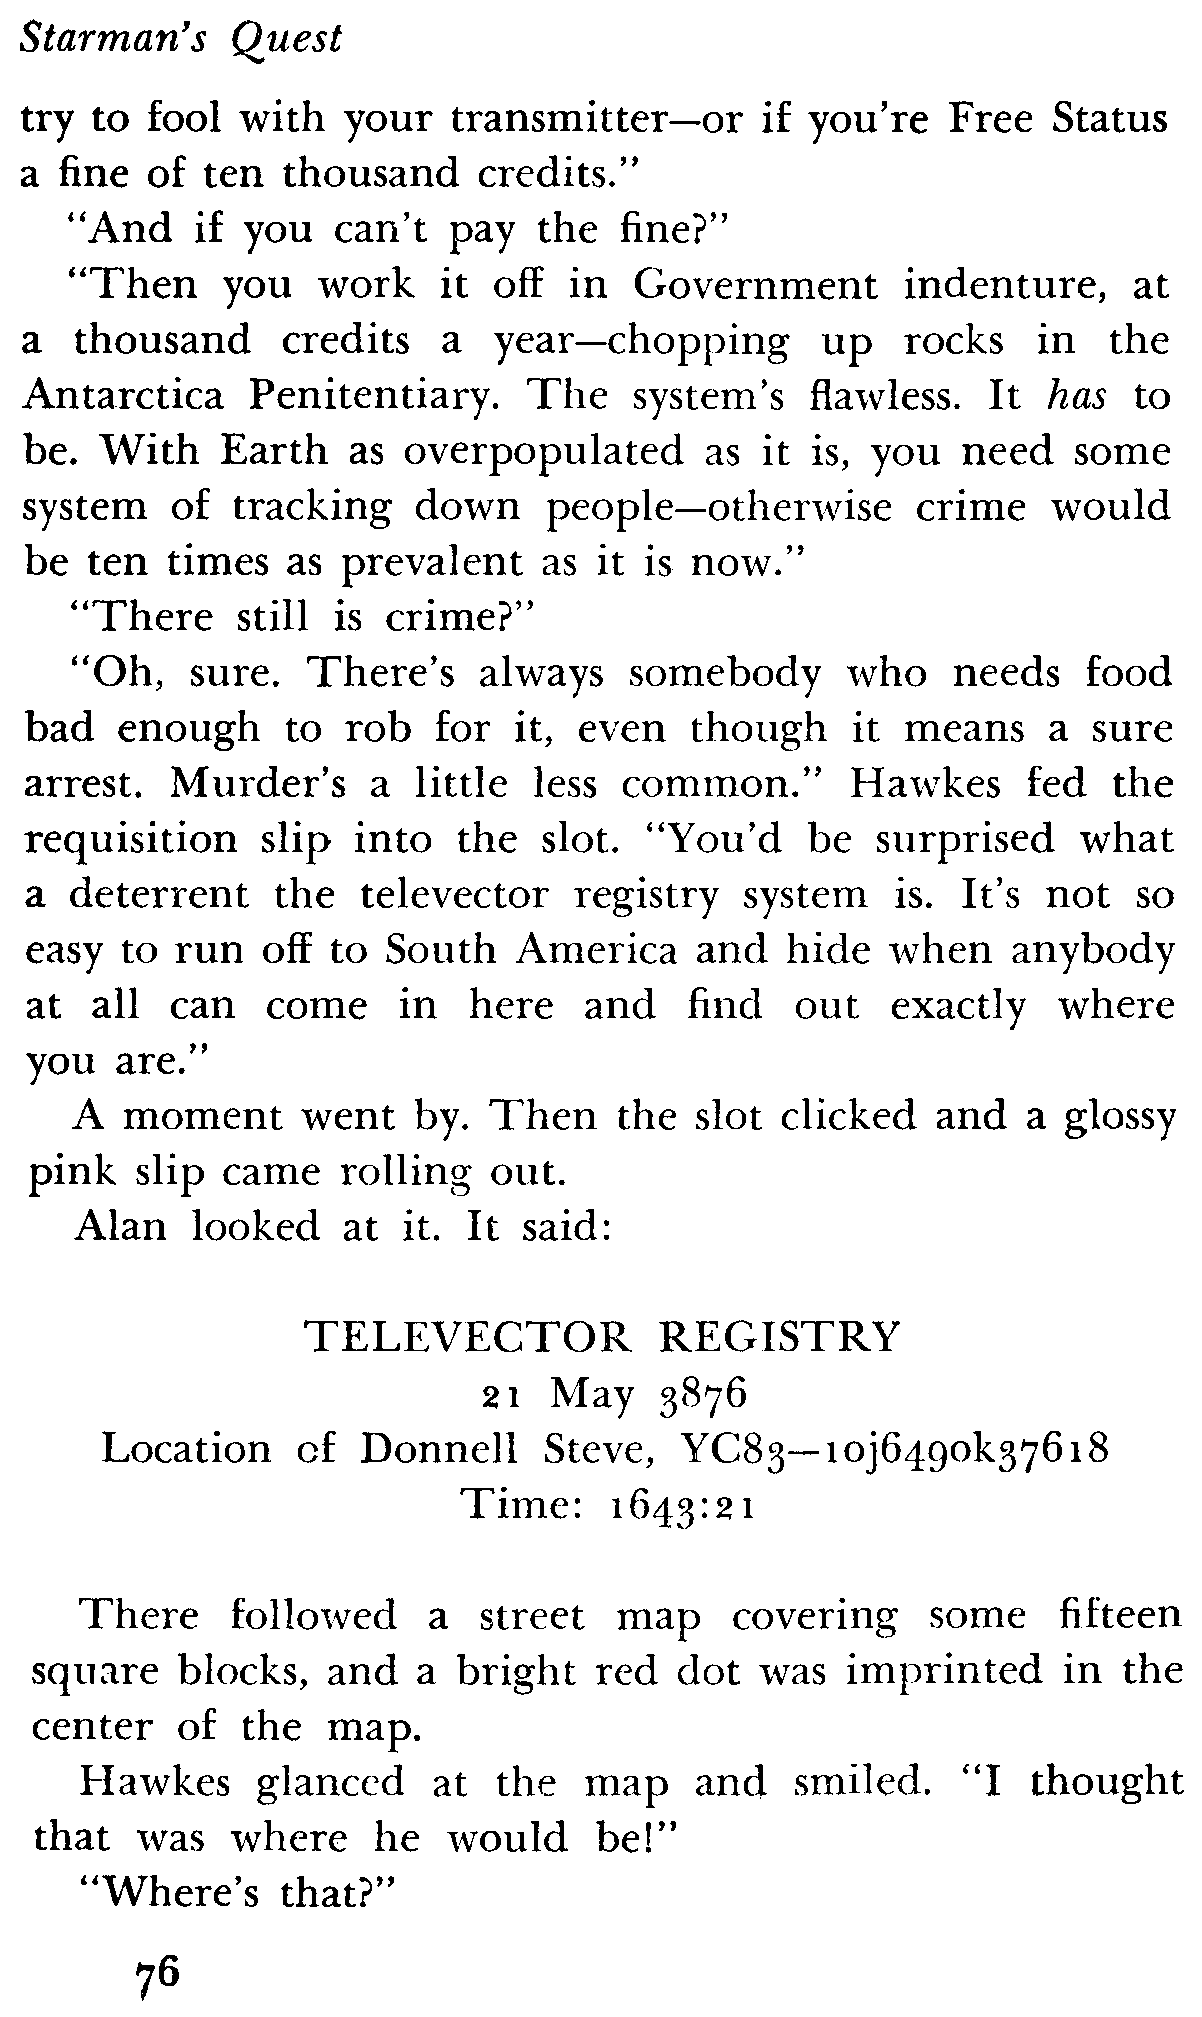 Starman's Quest
try to fool with your transmitter—or if you're Free Status
a fine of ten thousand credits."
"And if you can't pay the fine?"
"Then you work it off in Government indenture, at
a thousand credits a year—chopping up rocks in the
Antarctica Penitentiary. The system's flawless. It has to
be. With Earth as overpopulated as it is, you need some
system of tracking down people—otherwise crime would
be ten times as prevalent as it is now."
"There still is crime?"
"Oh, sure. There's always somebody who needs food
bad enough to rob for it, even though it means a sure
arrest. Murder's a little less common." Hawkes fed the
requisition slip into the slot. "You'd be surprised what
a deterrent the televector registry system is. It's not so
easy to run off to South America and hide when anybody
at all can come in here and find out exactly where
you are."
A moment went by. Then the slot clicked and a glossy
pink slip came rolling out.
Alan looked at it. It said:
TELEVECTOR REGISTRY
21 May 3876
Location of Donnell Steve, YC83—10j6490k37618
Time: 1643:21
There followed a street map covering some fifteen
square blocks, and a bright red dot was imprinted in the
center of the map.
Hawkes glanced at the map and smiled. "I thought
that was where he would be!"
"Where's that?"
76